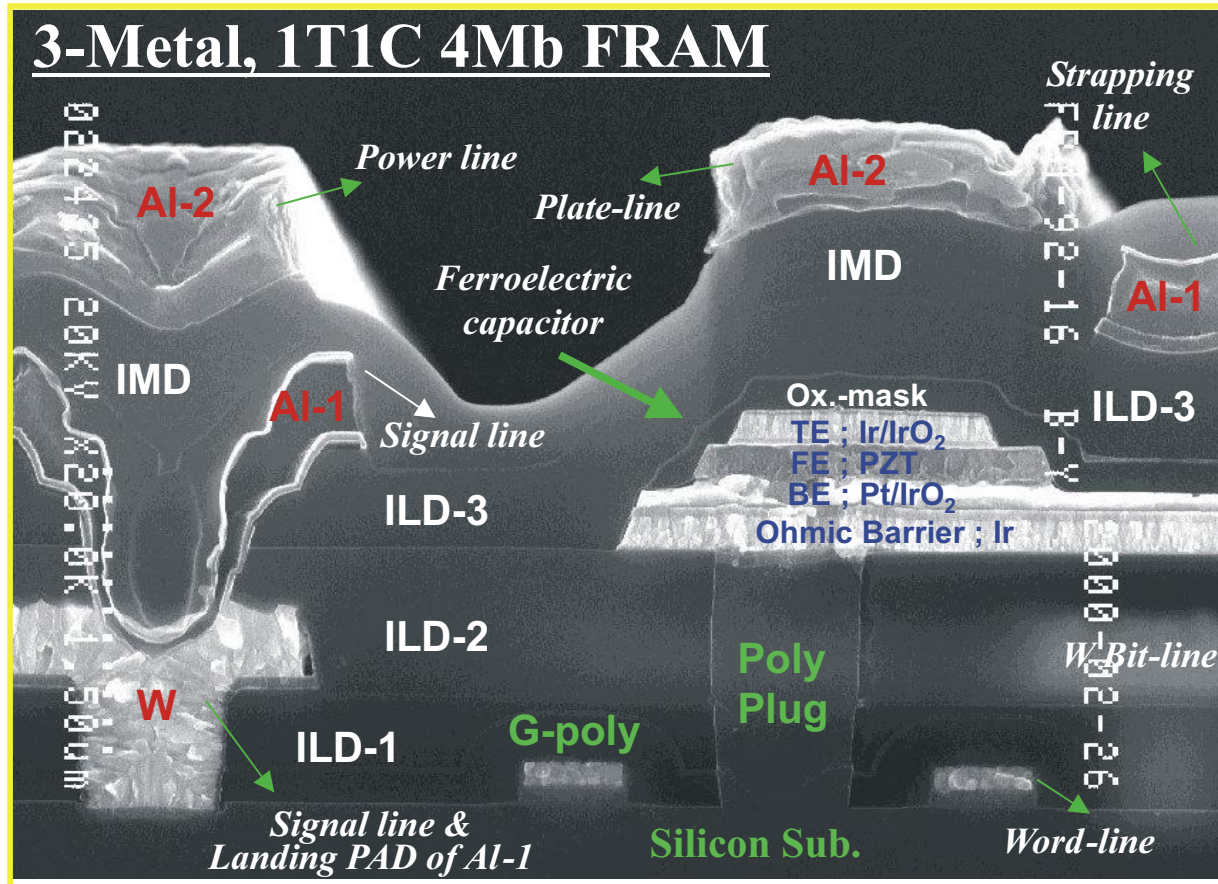 3-Metal, 1T1C 4Mb FRAM
Strapping
line
Power line
Al-2
Al-2
Plate-line
IMD
Ferroelectric
capacitor
Al-1
IMD
Al-1
Signal line
Ox.-mask
ILD-3
TE ; Ir/IrO2
FE ; PZT
BE ; Pt/IrO2
ILD-3
Ohmic Barrier ; Ir
ILD-2
Poly
Plug
W Bit-line
W
ILD-1
G-poly
Signal line &
Landing PAD of Al-1
Silicon Sub.
Word-line